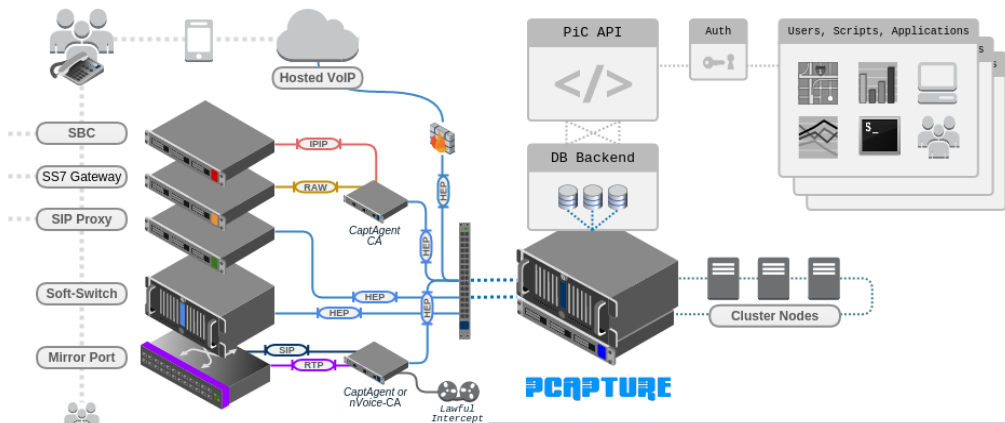 PiC API
Auth
Users, Scripts, Applications
s
s
Hosted VoIP
SBC
IPIP
SS7 Gateway
RAW
CaptAgent
CA
HEP
HEP
DB Backend
SIP Proxy
Soft-Switch
HEP
HEP
HEP
Cluster Nodes
Mirror Port
SIP
RTP
CaptAgent or
nVoice-CA
Lawful
Intercept
PCAPTURE
$_